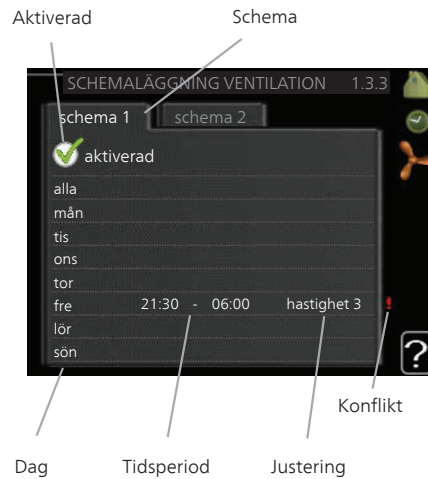 Aktiverad Schema
SCHEMALÄGGNING VENTILATION 1.3.3
schema 1 schema 2
aktiverad
alla
mån
tis
ons
tor
fre 21:30 - 06:00 hastighet 3 !
lör
sön
?
Konflikt
Dag Tidsperiod Justering